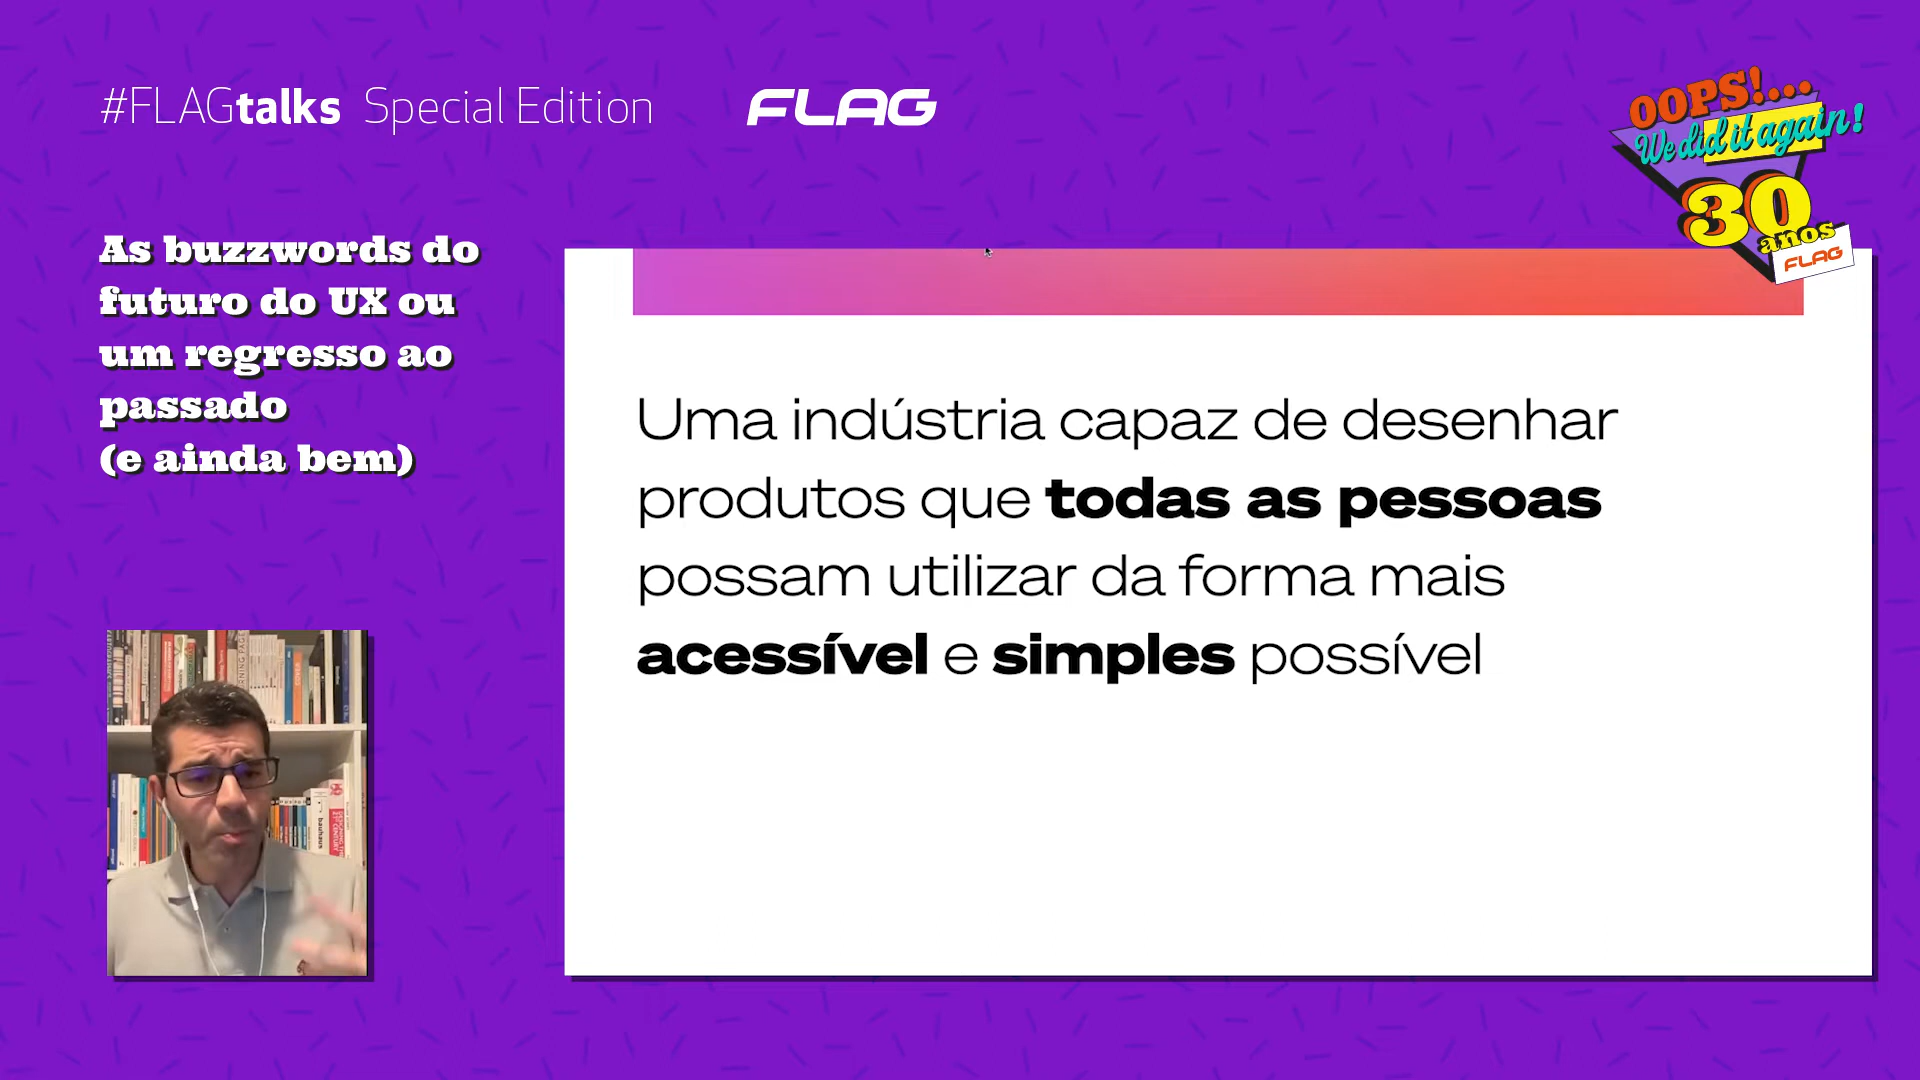 #FLAGtalks Special Edition
FLAG
OOPS!...
We did it again!
30
anos
FLAG
As buzzwords do
futuro do UX ou
um regresso ao
passado
(e ainda bem)
Uma indústria capaz de desenhar
produtos que todas as pessoas
possam utilizar da forma mais
acessível e simples possível
bauhaus